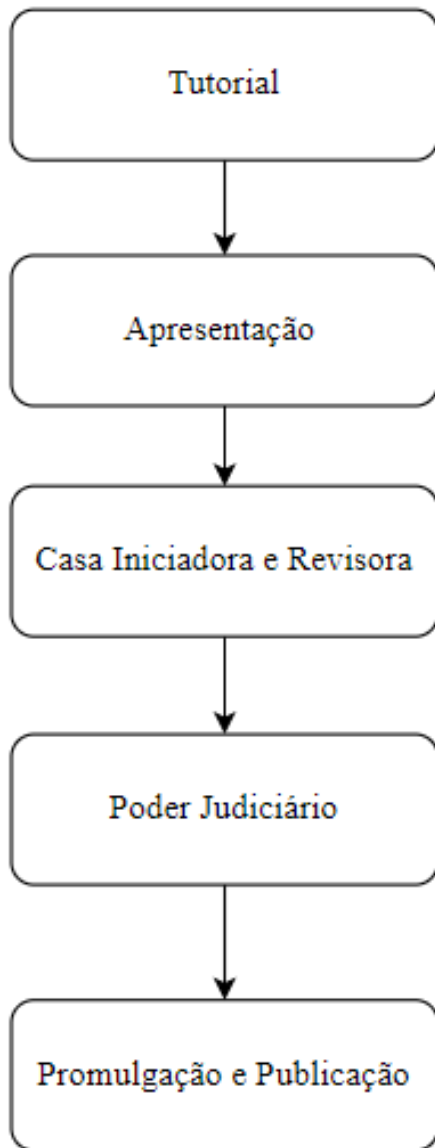 Tutorial
Apresentação
Casa Iniciadora e Revisora
Poder Judiciário
Promulgação e Publicação